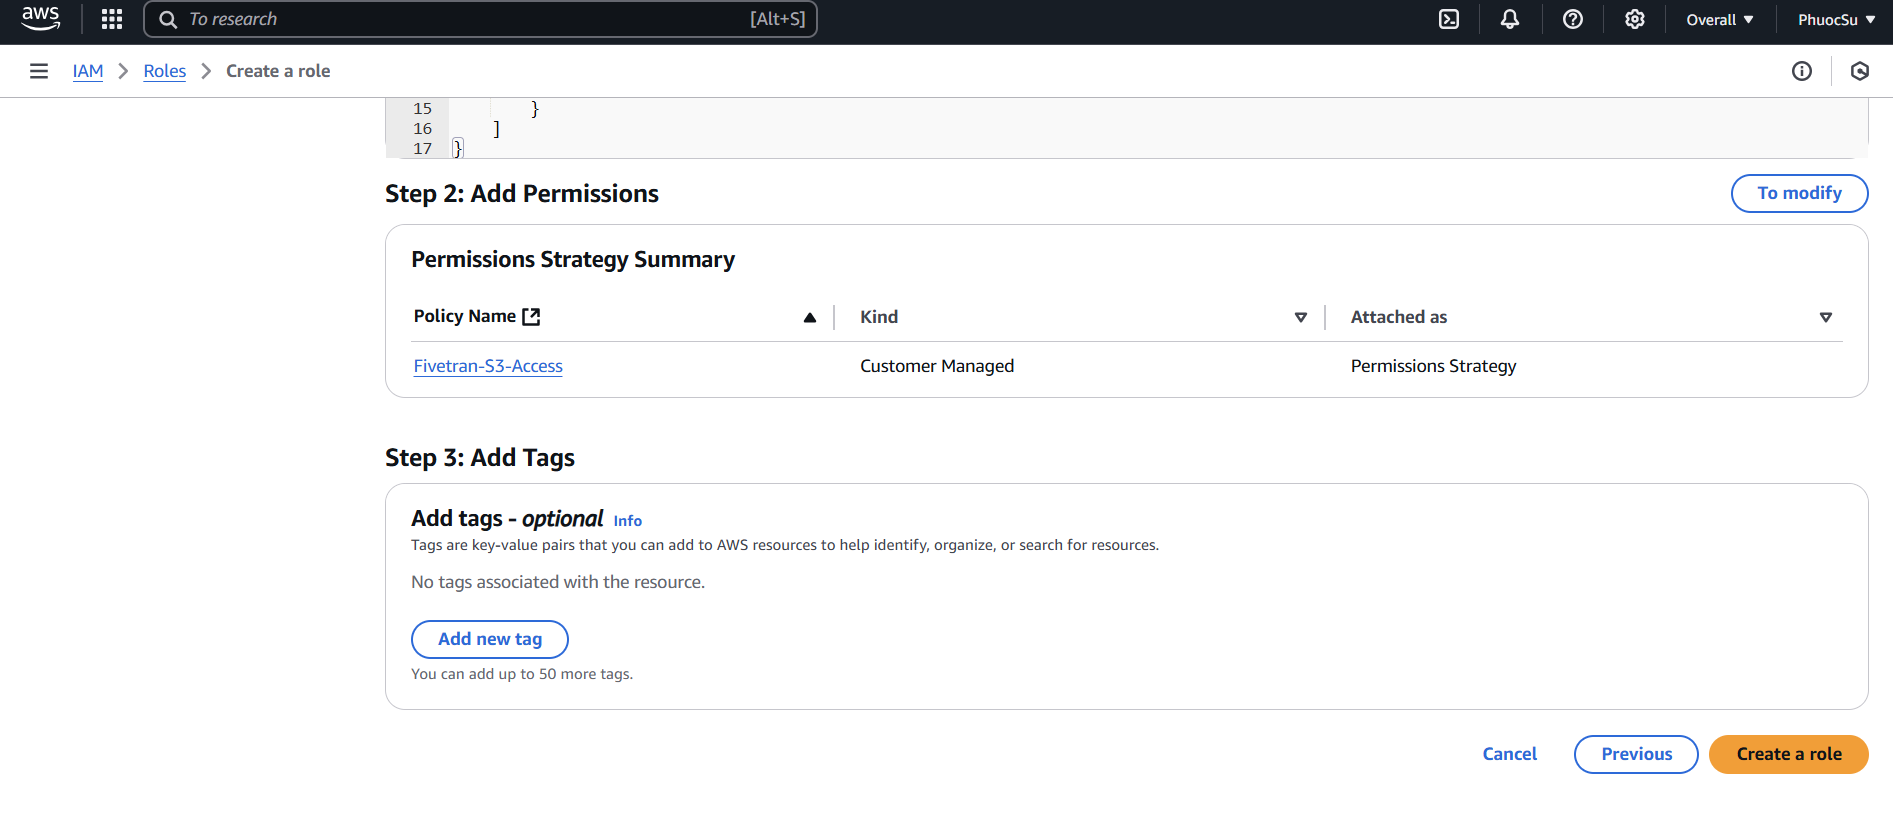 aws
To research [Alt+S]
Overall
PhuocSu
IAM
Roles
Create a role
15 }
16 ]
17 }
Step 2: Add Permissions
To modify
Permissions Strategy Summary
Policy Name
Kind
Attached as
Fivetran-S3-Access
Customer Managed
Permissions Strategy
Step 3: Add Tags
Add tags - optional Info
Tags are key-value pairs that you can add to AWS resources to help identify, organize, or search for resources.
No tags associated with the resource.
Add new tag
You can add up to 50 more tags.
Cancel
Previous
Create a role